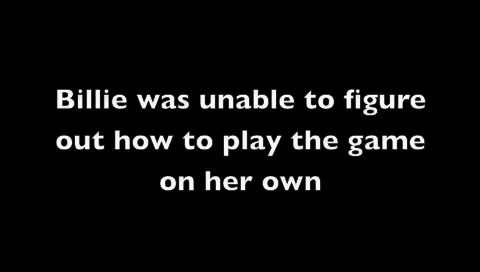 Billie was unable to figure
out how to play the game
on her own